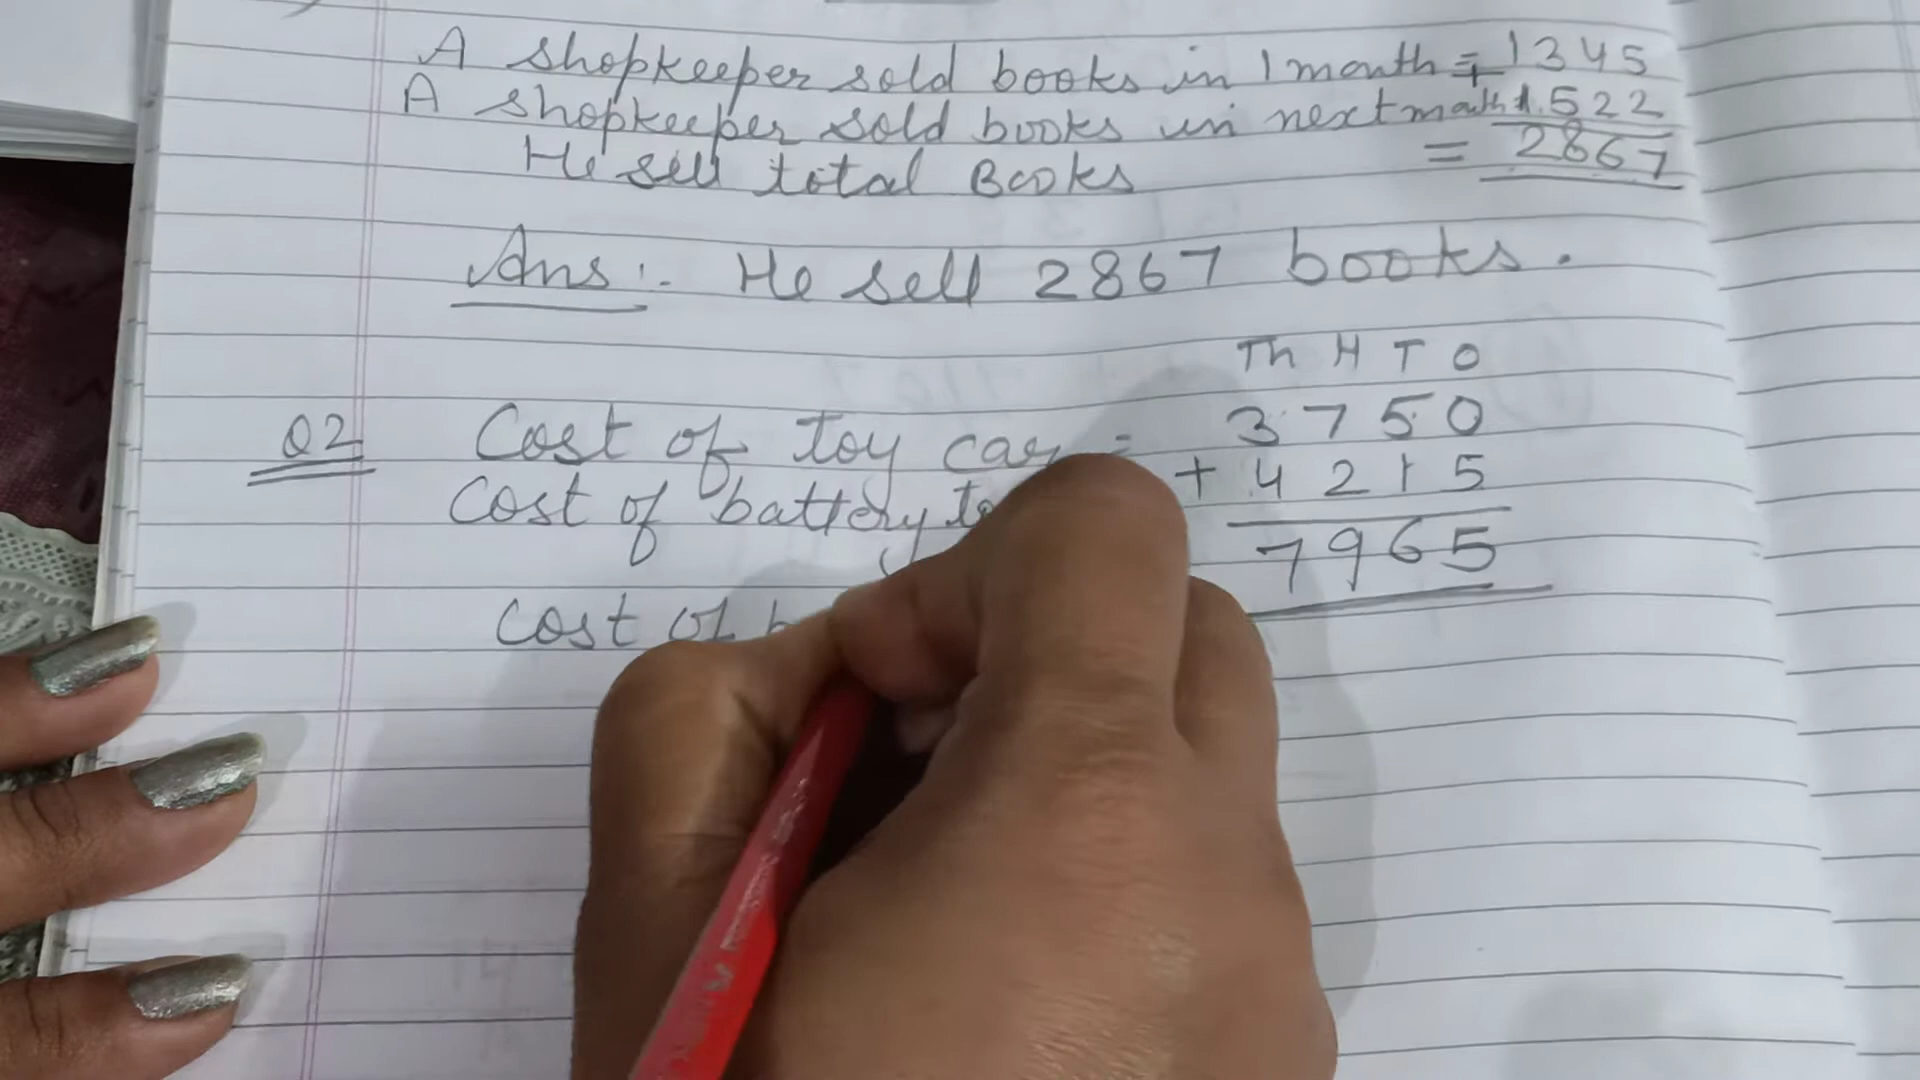 A shopkeeper sold books in 1 month = 1345
A shopkeeper sold books in next month + 1522
He sell total Books = 2867
Ans :- He sell 2867 books.
Th H T O
Q2 Cost of toy car = 3750
Cost of battery + 4215
7965
Cost of